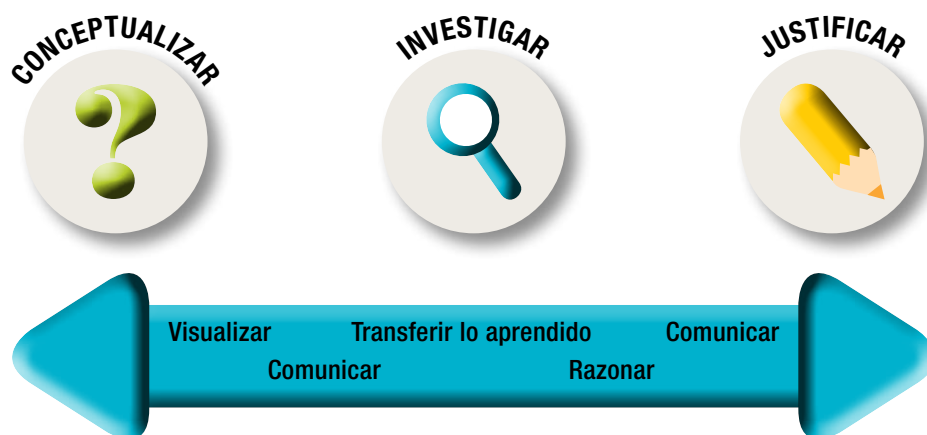 CONCEPTUALIZAR
INVESTIGAR
JUSTIFICAR
Visualizar Transferir lo aprendido Comunicar
Comunicar Razonar